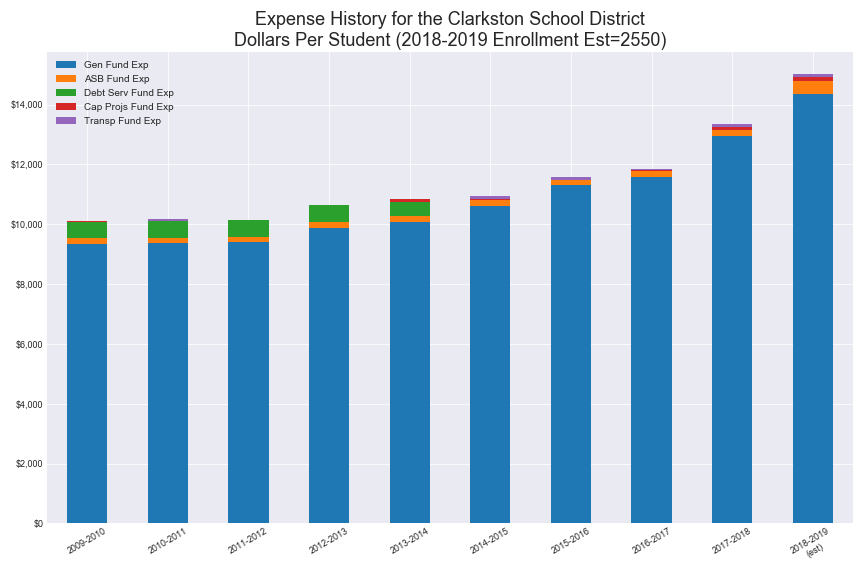 Expense History for the Clarkston School District
Dollars Per Student (2018-2019 Enrollment Est=2550)
Gen Fund Exp
ASB Fund Exp
Debt Serv Fund Exp
Cap Projs Fund Exp
Transp Fund Exp
$14,000
$12,000
$10,000
$8,000
$6,000
$4,000
$2,000
$0
2009-2010
2010-2011
2011-2012
2012-2013
2013-2014
2014-2015
2015-2016
2016-2017
2017-2018
2018-2019
(est)